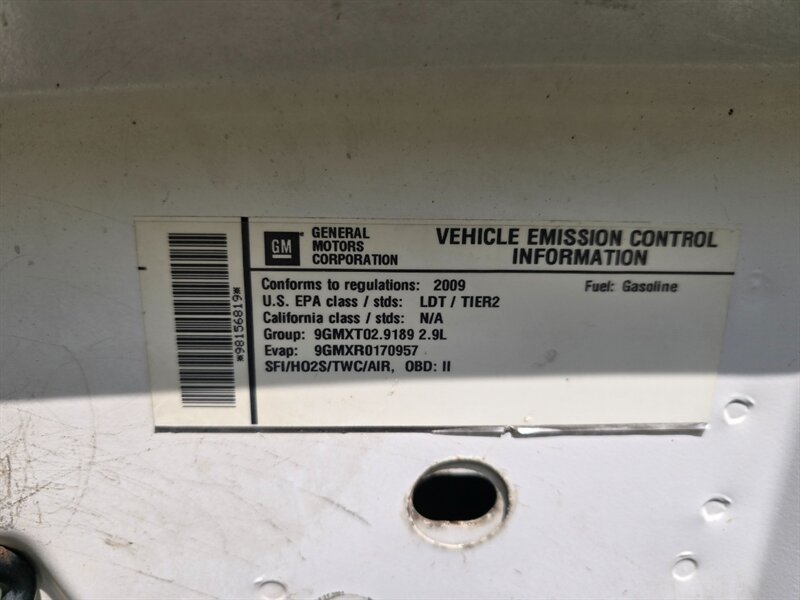 *98156819*
GM
GENERAL
MOTORS
CORPORATION
VEHICLE EMISSION CONTROL
INFORMATION
Conforms to regulations: 2009
Fuel: Gasoline
U.S. EPA class / stds: LDT / TIER2
California class / stds: N/A
Group: 9GMXT02.9189 2.9L
Evap: 9GMXR0170957
SFI/HO2S/TWC/AIR, OBD: II